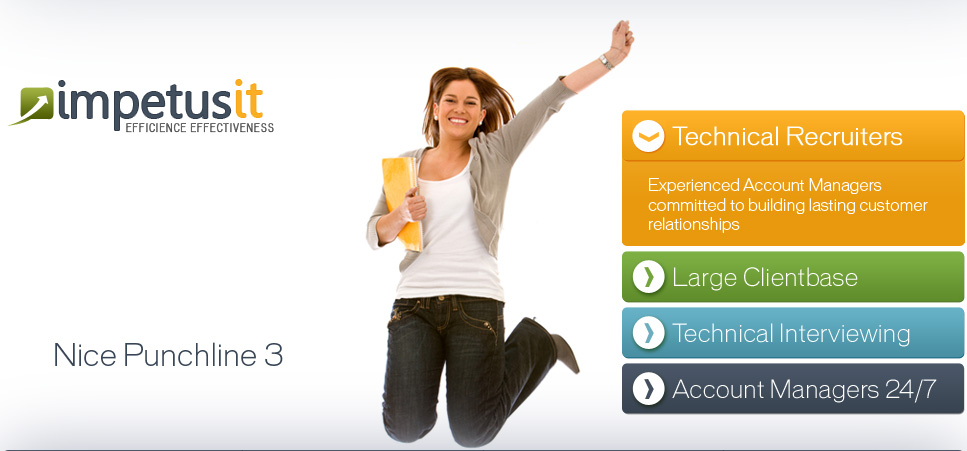 impetusit
EFFICIENCE EFFECTIVENESS
Nice Punchline 3
Technical Recruiters
Experienced Account Managers
committed to building lasting customer
relationships
Large Clientbase
Technical Interviewing
Account Managers 24/7